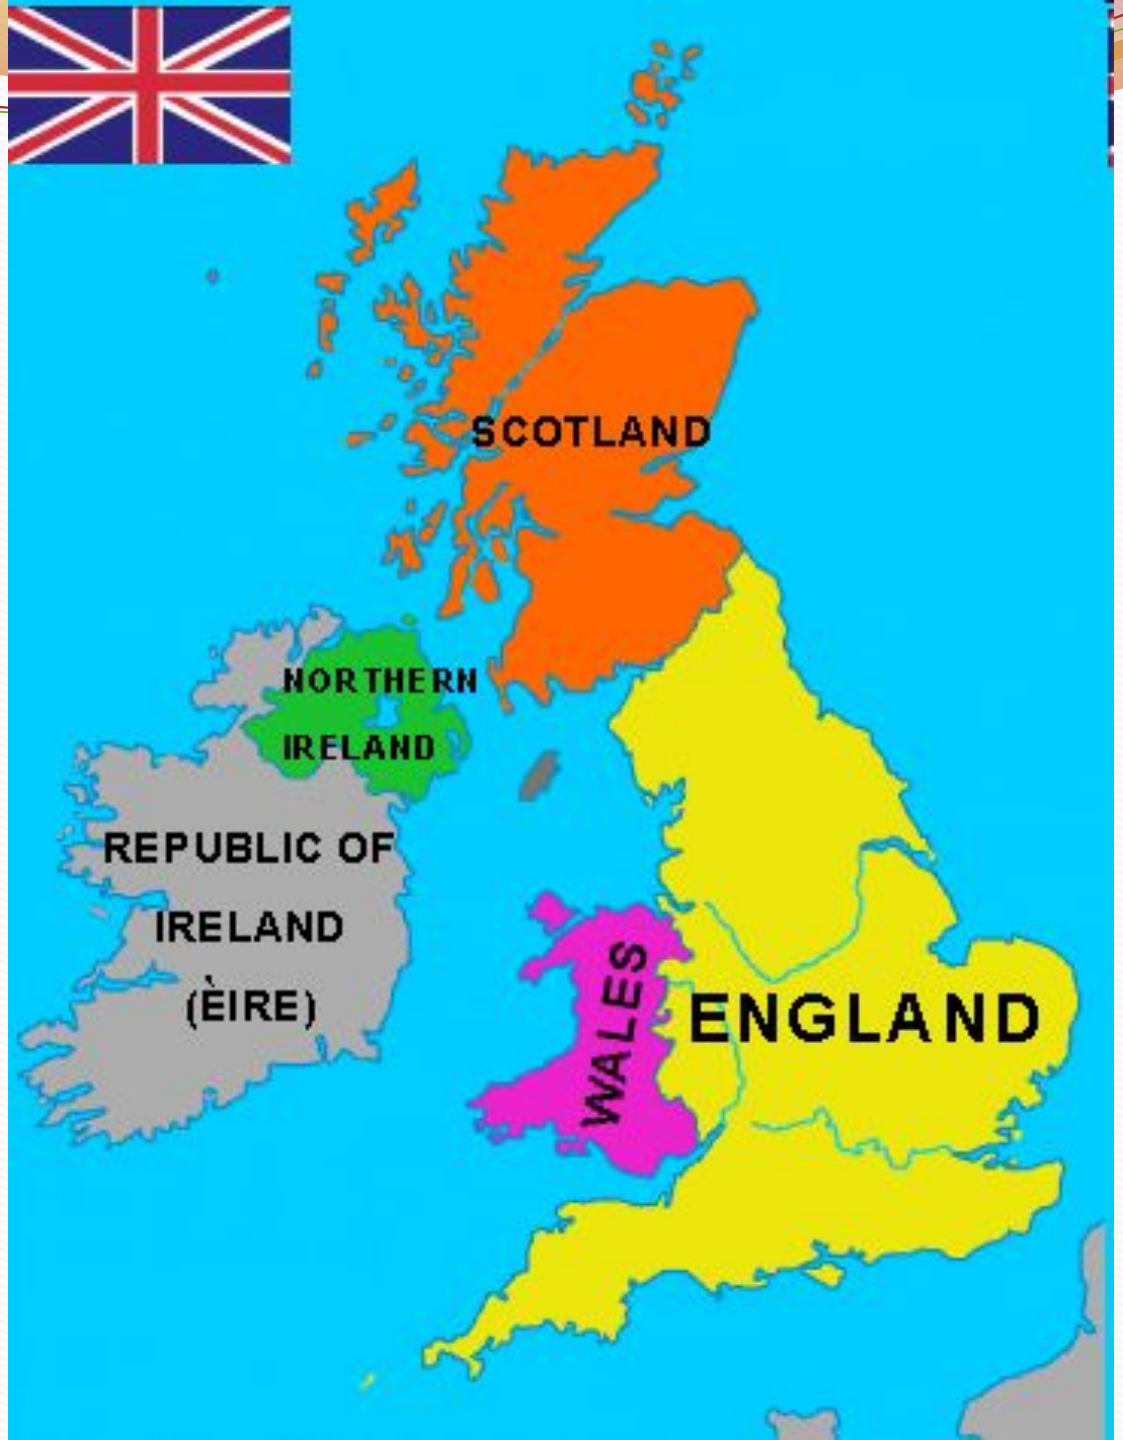 SCOTLAND
NORTHERN
IRELAND
REPUBLIC OF
IRELAND
(ÈIRE)
WALES
ENGLAND